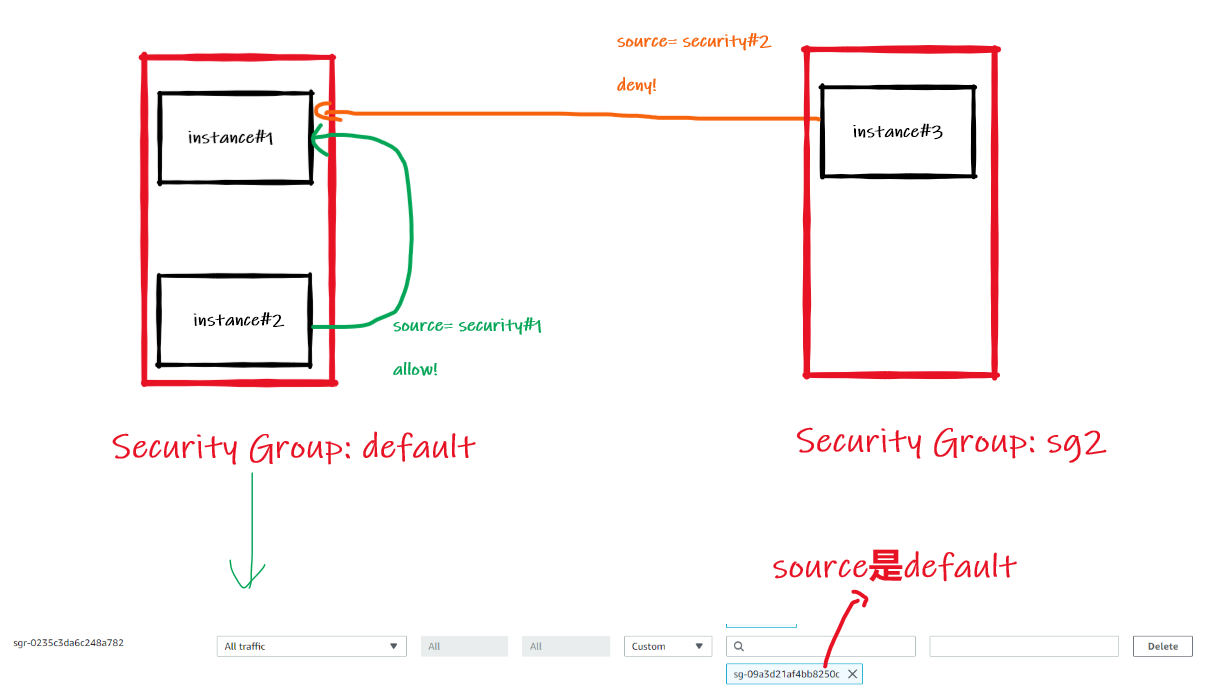 source= security#2
deny!
instance#1
instance#3
instance#2
source= security#1
allow!
Security Group: default
Security Group: sg2
source是default
sgr-0235c3da6c248a782
All traffic
All
All
Custom
Delete
sg-09a3d21af4bb8250c